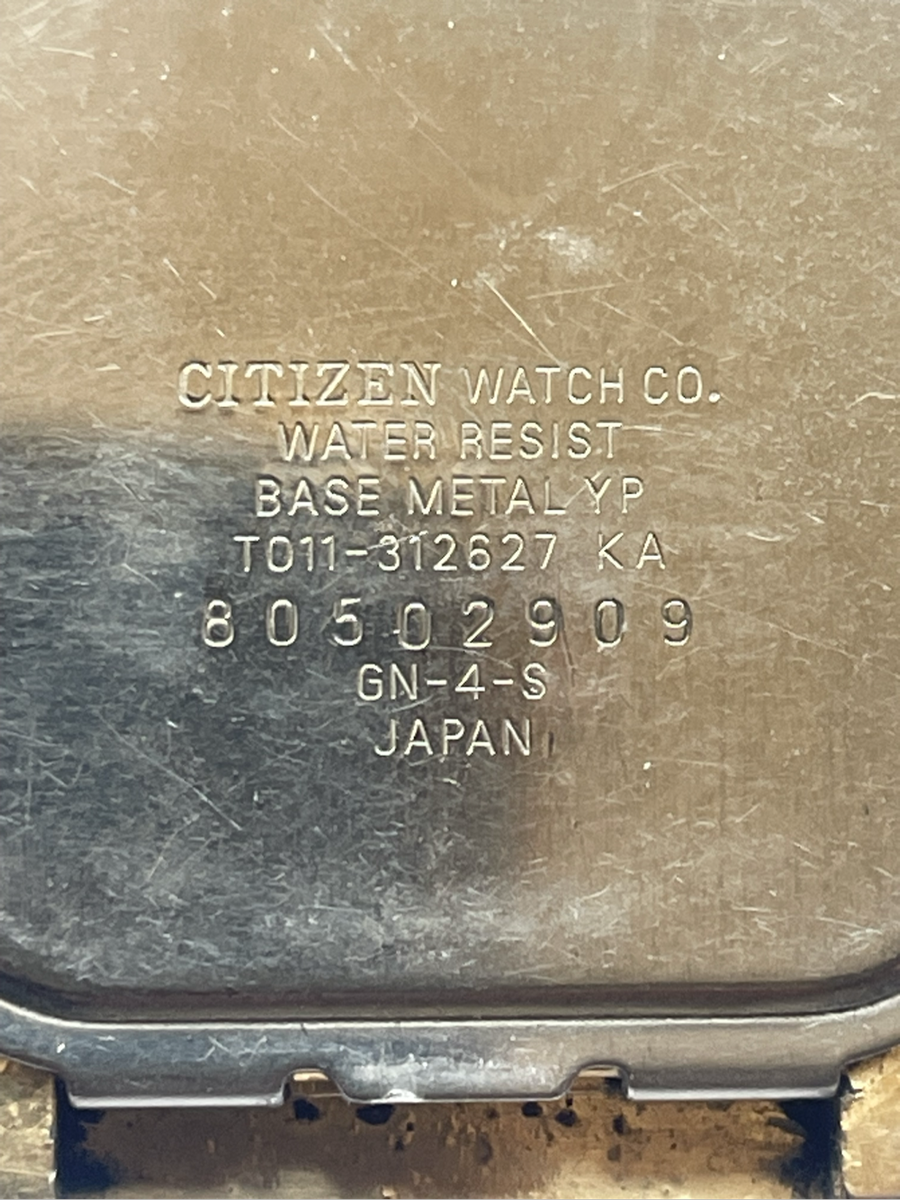 CITIZEN WATCH CO.
WATER RESIST
BASE METAL YP
T011-312627 KA
80502909
GN-4-S
JAPAN